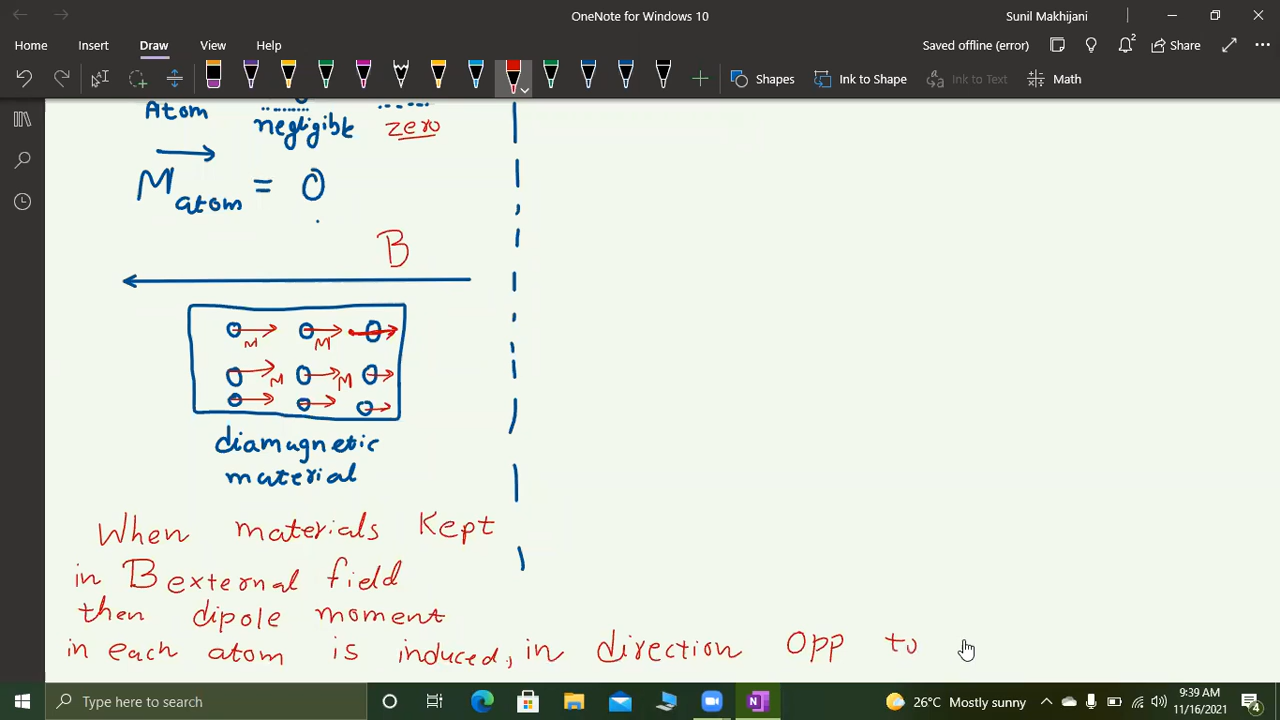 OneNote for Windows 10
Sunil Makhijani
Home Insert Draw View Help
Saved offline (error)
Share
Shapes
Ink to Shape
Ink to Text
Math
Atom negligible zero
M atom = 0
B
M M
M M
diamagnetic
material
When materials Kept
in B external field
then dipole moment
in each atom is induced, in direction Opp to
Type here to search
26°C Mostly sunny
9:39 AM
11/16/2021
4